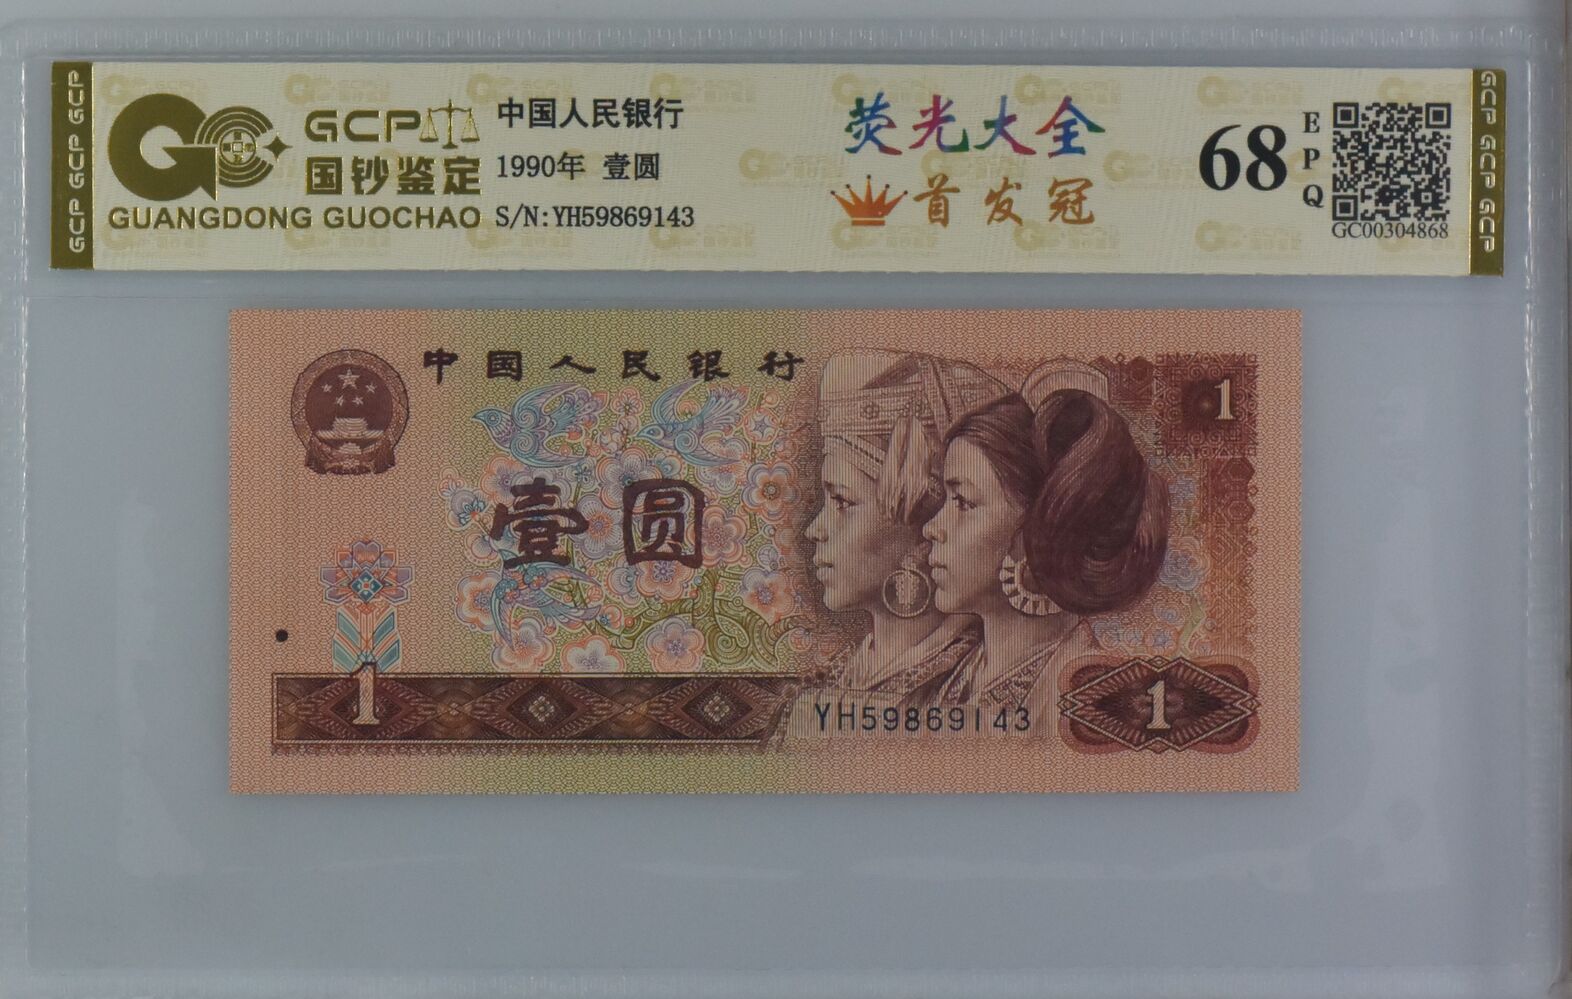 GCP GCP GCP
GCP
国钞鉴定
GUANGDONG GUOCHAO
中国人民银行
1990年 壹圆
S/N:YH59869143
荧光大全
首发冠
68
EPQ
GC00304868
GCP GCP GCP
中国人民银行
1
壹圆
1
YH59869143
1